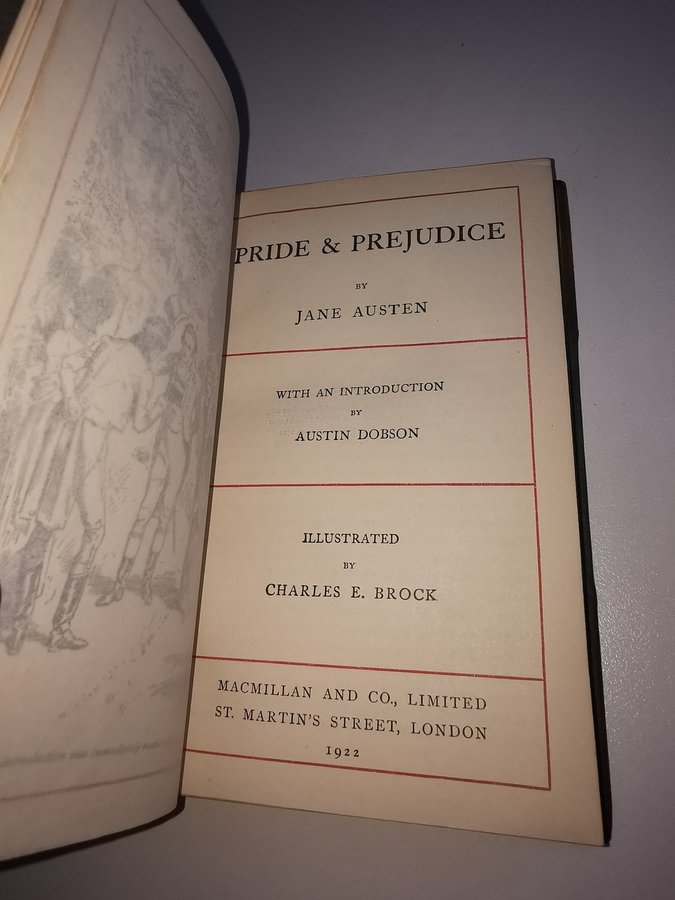 PRIDE & PREJUDICE
BY
JANE AUSTEN
WITH AN INTRODUCTION
BY
AUSTIN DOBSON
ILLUSTRATED
BY
CHARLES E. BROCK
MACMILLAN AND CO., LIMITED
ST. MARTIN'S STREET, LONDON
1922